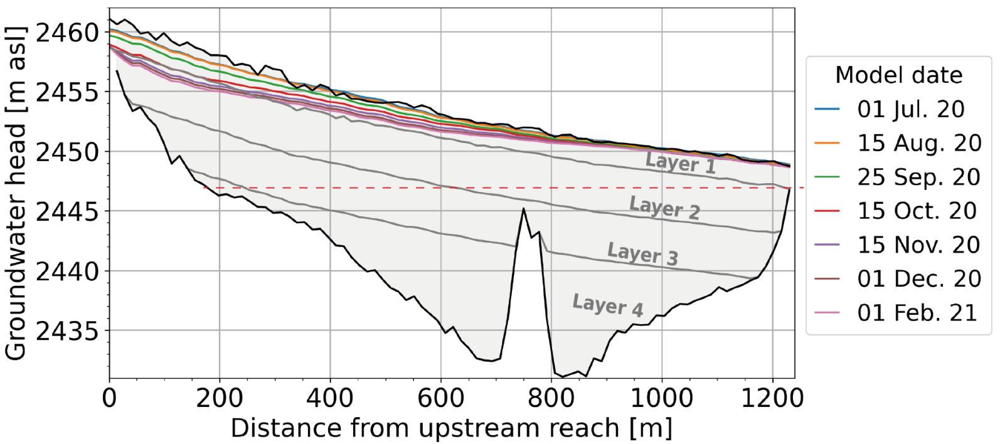 Groundwater head [m asl]
2460
2455
2450
2445
2440
2435
0 200 400 600 800 1000 1200
Distance from upstream reach [m]
Layer 1
Layer 2
Layer 3
Layer 4
Model date
01 Jul. 20
15 Aug. 20
25 Sep. 20
15 Oct. 20
15 Nov. 20
01 Dec. 20
01 Feb. 21